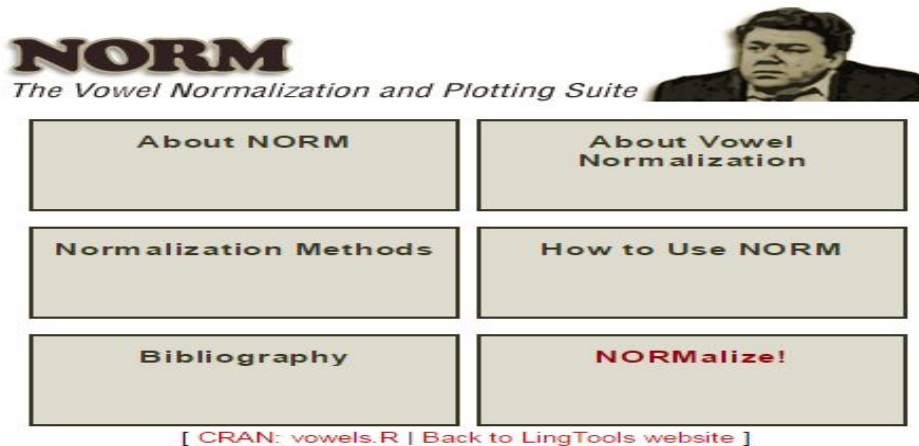 NORM
The Vowel Normalization and Plotting Suite
About NORM
About Vowel
Normalization
Normalization Methods
How to Use NORM
Bibliography
NORMalize!
[ CRAN: vowels.R | Back to LingTools website ]